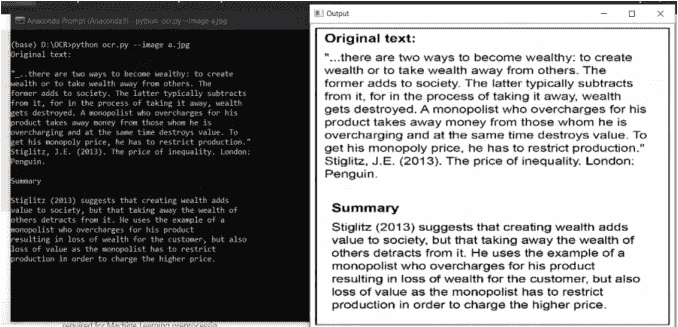 Anaconda Prompt (Anaconda3) - python ocr.py --image a.jpg
(base) D:\OCR>python ocr.py --image a.jpg
Original text:
"_..there are two ways to become wealthy: to create
wealth or to take wealth away from others. The
former adds to society. The latter typically subtracts
from it, for in the process of taking it away, wealth
gets destroyed. A monopolist who overcharges for his
product takes away money from those whom he is
overcharging and at the same time destroys value. To
get his monopoly price, he has to restrict production."
Stiglitz, J.E. (2013). The price of inequality. London:
Penguin.
Summary
Stiglitz (2013) suggests that creating wealth adds
value to society, but that taking away the wealth of
others detracts from it. He uses the example of a
monopolist who overcharges for his product
resulting in loss of wealth for the customer, but also
loss of value as the monopolist has to restrict
production in order to charge the higher price.
required for Machine Learning preprocessing
Output
Original text:
"...there are two ways to become wealthy: to create
wealth or to take wealth away from others. The
former adds to society. The latter typically subtracts
from it, for in the process of taking it away, wealth
gets destroyed. A monopolist who overcharges for his
product takes away money from those whom he is
overcharging and at the same time destroys value. To
get his monopoly price, he has to restrict production."
Stiglitz, J.E. (2013). The price of inequality. London:
Penguin.
Summary
Stiglitz (2013) suggests that creating wealth adds
value to society, but that taking away the wealth of
others detracts from it. He uses the example of a
monopolist who overcharges for his product
resulting in loss of wealth for the customer, but also
loss of value as the monopolist has to restrict
production in order to charge the higher price.